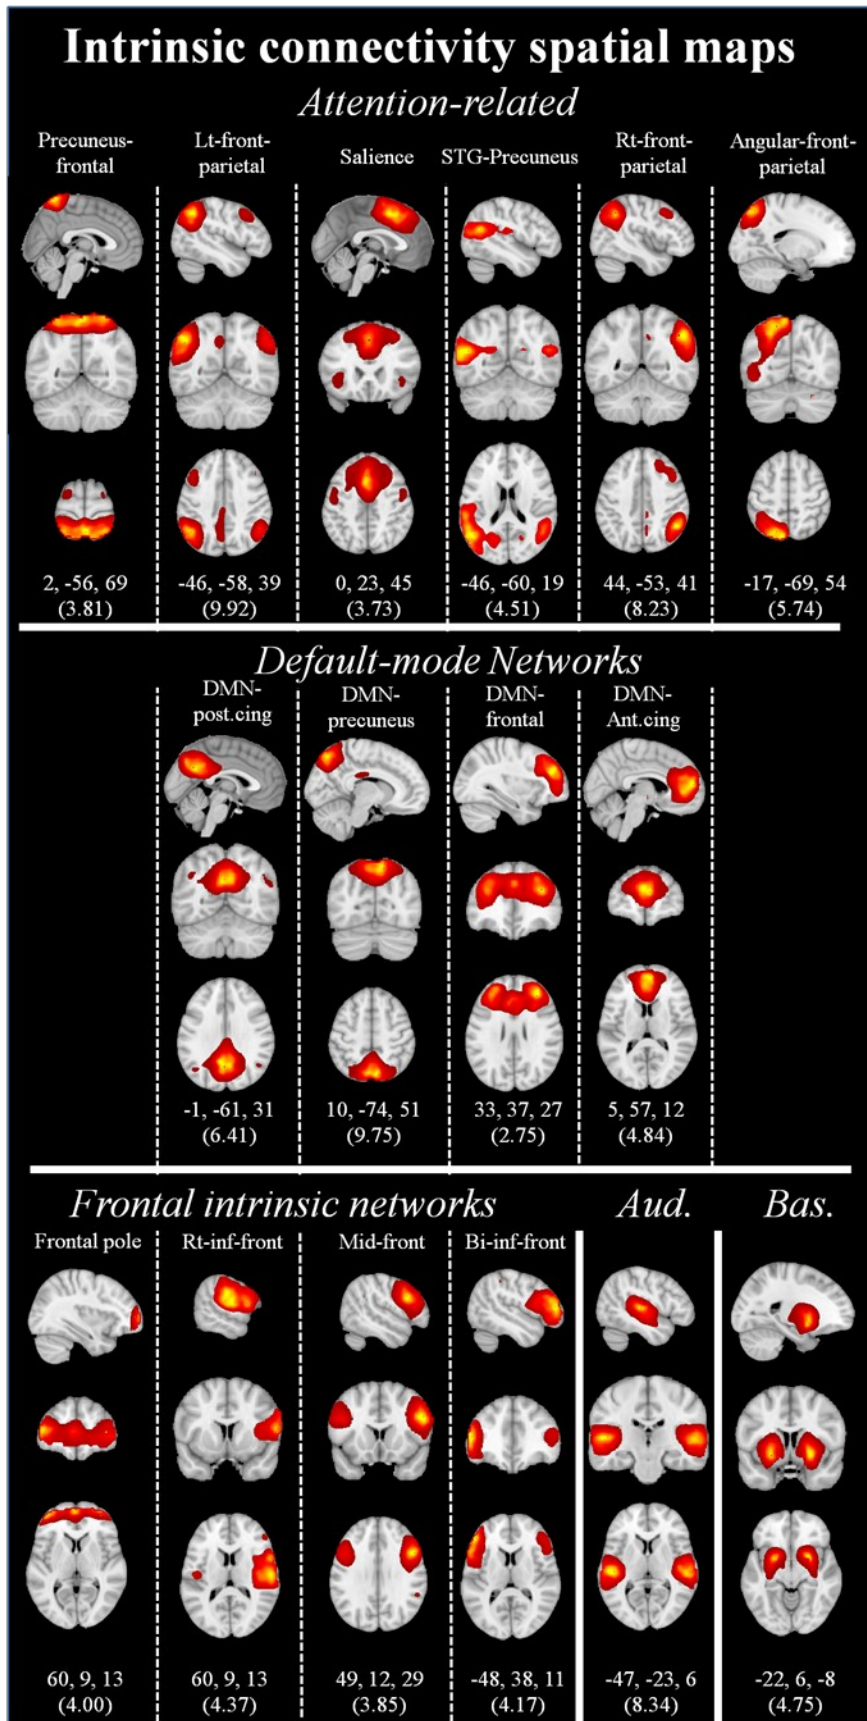 Intrinsic connectivity spatial maps
Attention-related
Precuneus-
frontal
Lt-front-
parietal
Salience
STG-Precuneus
Rt-front-
parietal
Angular-front-
parietal
2, -56, 69
(3.81)
-46, -58, 39
(9.92)
0, 23, 45
(3.73)
-46, -60, 19
(4.51)
44, -53, 41
(8.23)
-17, -69, 54
(5.74)
Default-mode Networks
DMN-
post.cing
DMN-
precuneus
DMN-
frontal
DMN-
Ant.cing
-1, -61, 31
(6.41)
10, -74, 51
(9.75)
33, 37, 27
(2.75)
5, 57, 12
(4.84)
Frontal intrinsic networks
Aud.
Bas.
Frontal pole
Rt-inf-front
Mid-front
Bi-inf-front
60, 9, 13
(4.00)
60, 9, 13
(4.37)
49, 12, 29
(3.85)
-48, 38, 11
(4.17)
-47, -23, 6
(8.34)
-22, 6, -8
(4.75)